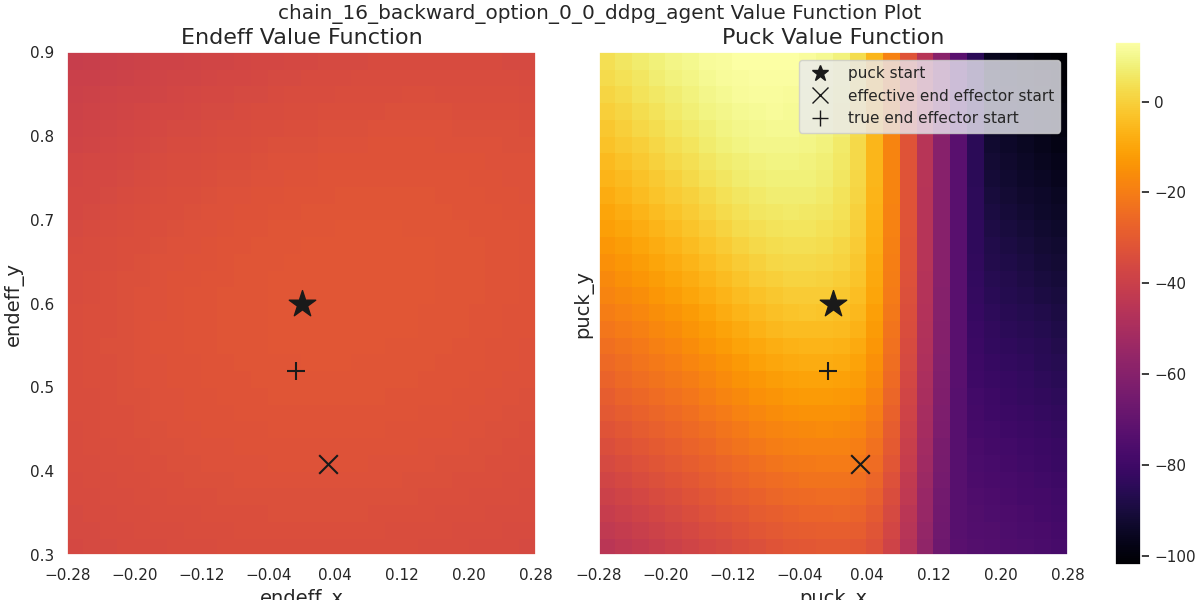 chain_16_backward_option_0_0_ddpg_agent Value Function Plot
Endeff Value Function
Puck Value Function
puck start
effective end effector start
true end effector start
0.9
0.8
0.7
0.6
0.5
0.4
0.3
endeff_y
puck_y
−0.28 −0.20 −0.12 −0.04 0.04 0.12 0.20 0.28
−0.28 −0.20 −0.12 −0.04 0.04 0.12 0.20 0.28
endeff_x
puck_x
0
−20
−40
−60
−80
−100